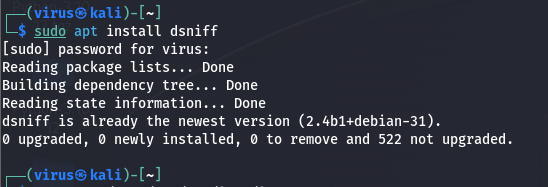 ┌──(virus㉿kali)-[~]
└─$ sudo apt install dsniff
[sudo] password for virus:
Reading package lists... Done
Building dependency tree... Done
Reading state information... Done
dsniff is already the newest version (2.4b1+debian-31).
0 upgraded, 0 newly installed, 0 to remove and 522 not upgraded.
┌──(virus㉿kali)-[~]